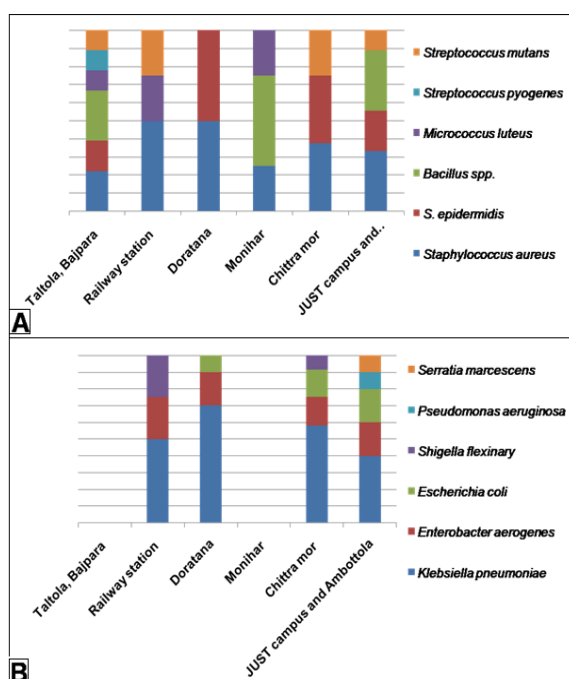 Streptococcus mutans
Streptococcus pyogenes
Micrococcus luteus
Bacillus spp.
S. epidermidis
Staphylococcus aureus
Taltola, Bajpara
Railway station
Doratana
Monihar
Chittra mor
JUST campus and..
A
Serratia marcescens
Pseudomonas aeruginosa
Shigella flexinary
Escherichia coli
Enterobacter aerogenes
Klebsiella pneumoniae
Taltola, Bajpara
Railway station
Doratana
Monihar
Chittra mor
JUST campus and Ambottola
B